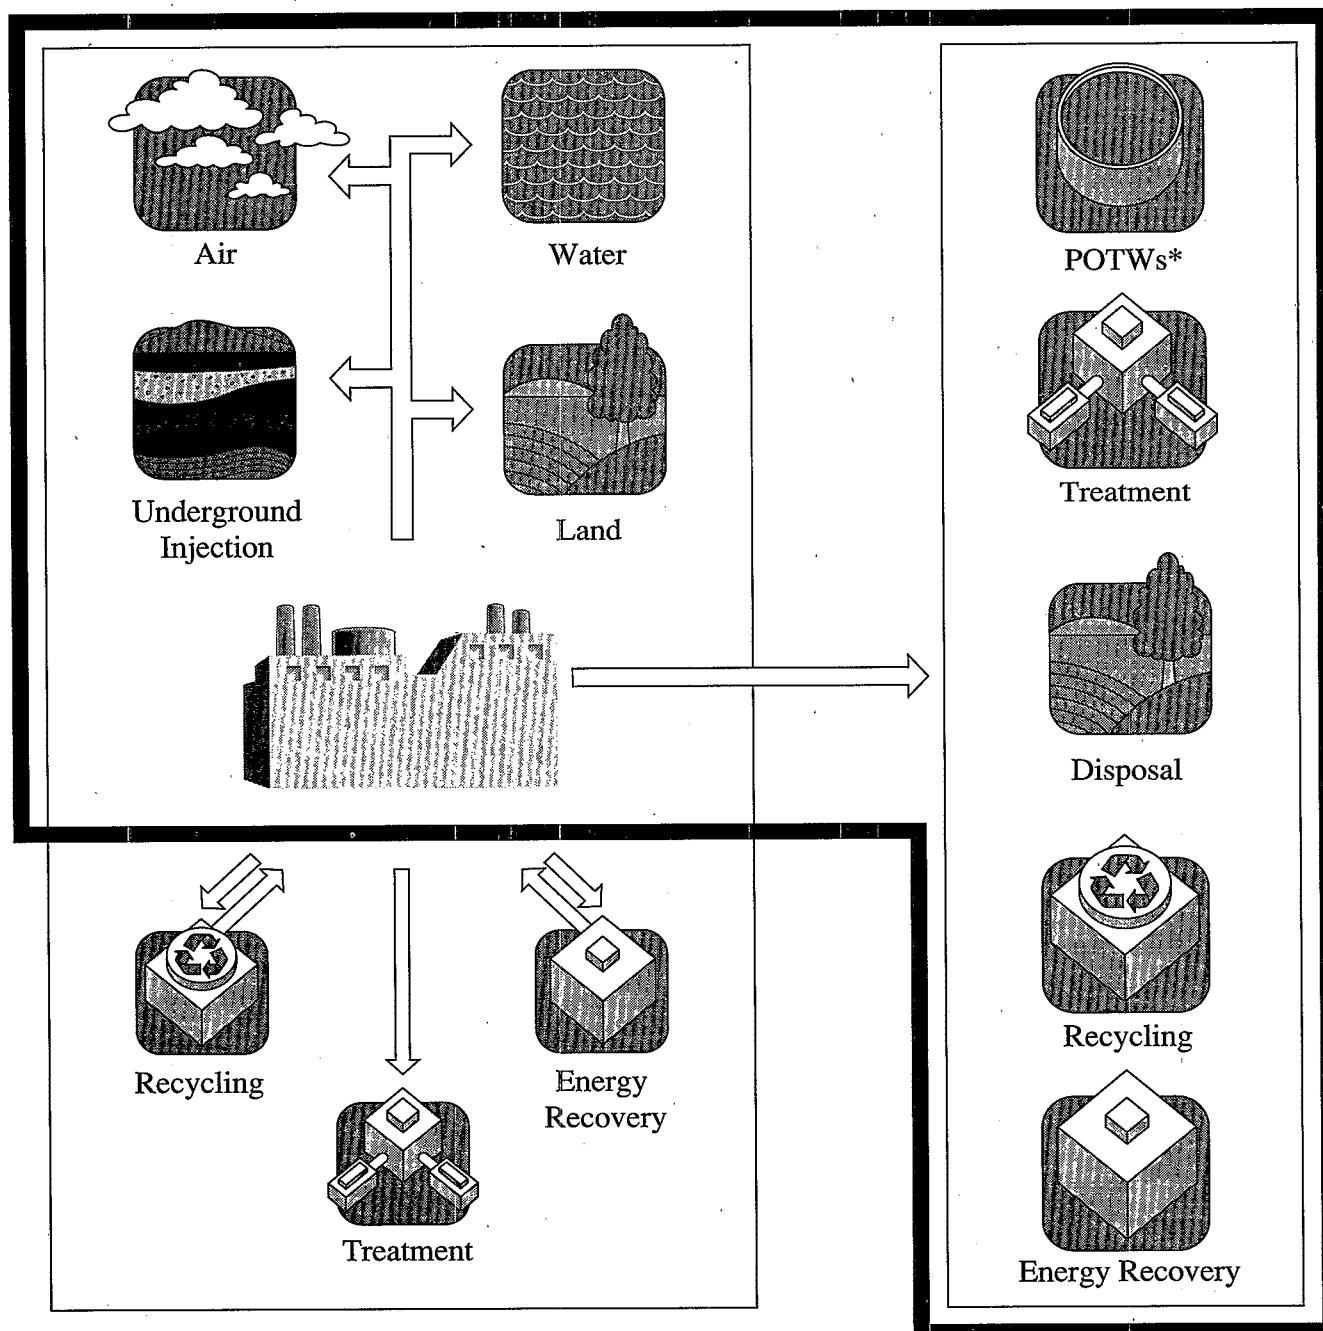 Air
Water
Underground
Injection
Land
Recycling
Energy
Recovery
Treatment
POTWs*
Treatment
Disposal
Recycling
Energy Recovery